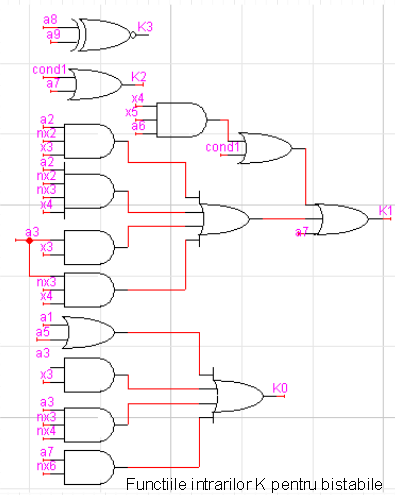 a8
K3
a9
cond1
K2
a7
x4
x5
a6
a2
nx2
x3
cond1
a2
nx2
nx3
x4
K1
a3
a7
x3
nx3
x4
a1
a5
a3
x3
K0
a3
nx3
nx4
a7
nx6
Functiile intrarilor K pentru bistabile